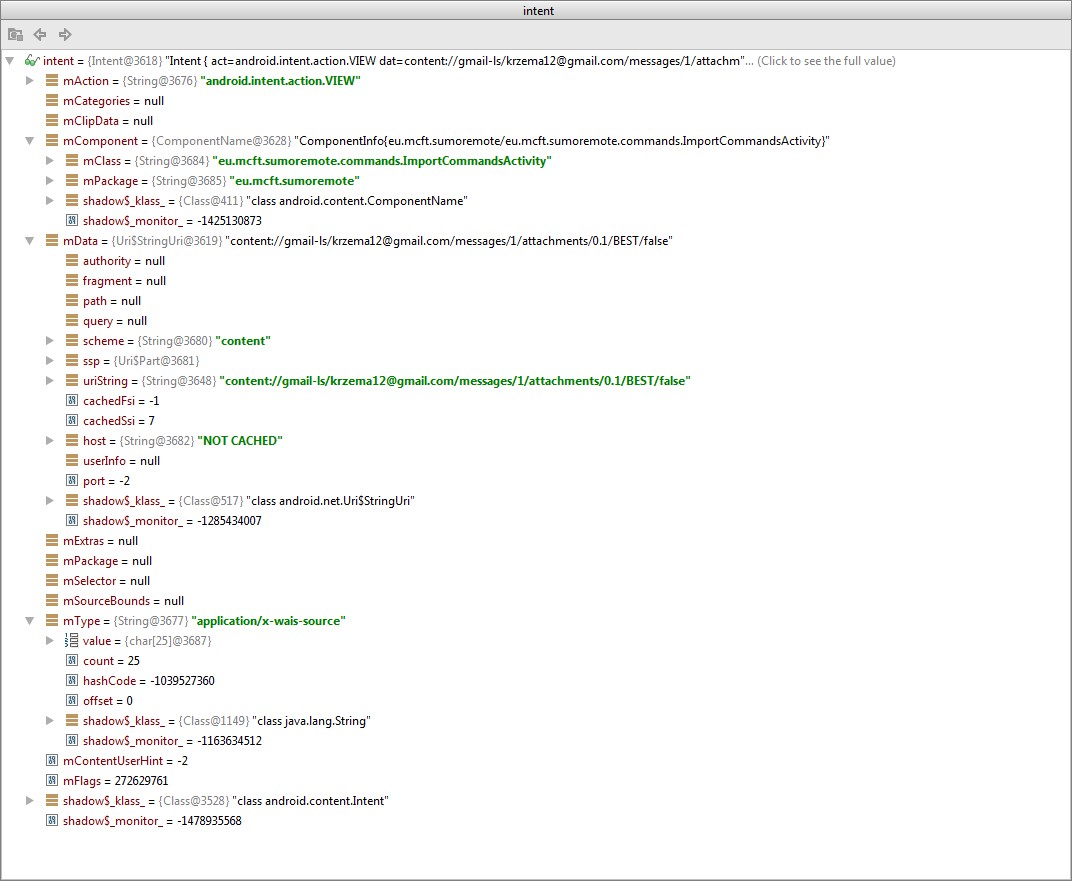 intent
intent = {Intent@3618} "Intent { act=android.intent.action.VIEW dat=content://gmail-ls/krzema12@gmail.com/messages/1/attachm"... (Click to see the full value)
mAction = {String@3676} "android.intent.action.VIEW"
mCategories = null
mClipData = null
mComponent = {ComponentName@3628} "ComponentInfo{eu.mcft.sumoremote/eu.mcft.sumoremote.commands.ImportCommandsActivity}"
mClass = {String@3684} "eu.mcft.sumoremote.commands.ImportCommandsActivity"
mPackage = {String@3685} "eu.mcft.sumoremote"
shadow$_klass_ = {Class@411} "class android.content.ComponentName"
shadow$_monitor_ = -1425130873
mData = {Uri$StringUri@3619} "content://gmail-ls/krzema12@gmail.com/messages/1/attachments/0.1/BEST/false"
authority = null
fragment = null
path = null
query = null
scheme = {String@3680} "content"
ssp = {Uri$Part@3681}
uriString = {String@3648} "content://gmail-ls/krzema12@gmail.com/messages/1/attachments/0.1/BEST/false"
cachedFsi = -1
cachedSsi = 7
host = {String@3682} "NOT CACHED"
userInfo = null
port = -2
shadow$_klass_ = {Class@517} "class android.net.Uri$StringUri"
shadow$_monitor_ = -1285434007
mExtras = null
mPackage = null
mSelector = null
mSourceBounds = null
mType = {String@3677} "application/x-wais-source"
value = {char[25]@3687}
count = 25
hashCode = -1039527360
offset = 0
shadow$_klass_ = {Class@1149} "class java.lang.String"
shadow$_monitor_ = -1163634512
mContentUserHint = -2
mFlags = 272629761
shadow$_klass_ = {Class@3528} "class android.content.Intent"
shadow$_monitor_ = -1478935568